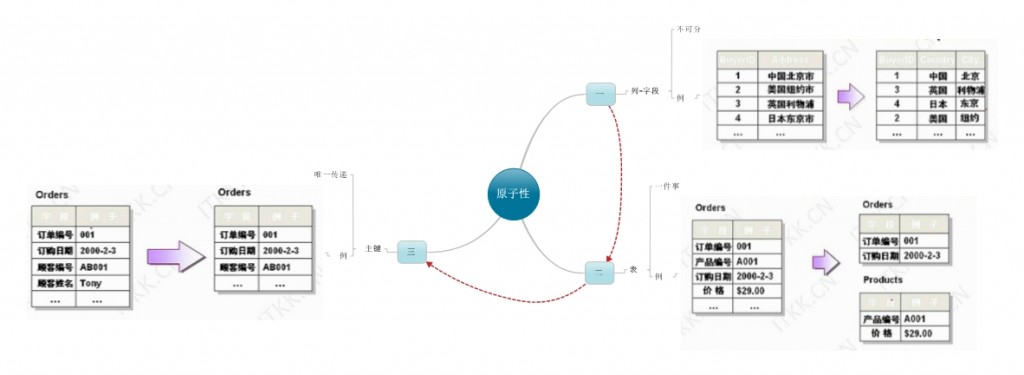 不可分
BuyerID Address
1 中国北京市
2 美国纽约市
3 英国利物浦
4 日本东京市
... ...
BuyerID Country City
1 中国 北京
3 英国 利物浦
4 日本 东京
2 美国 纽约
... ... ...
一
列-字段
例
原子性
唯一传递
三
主键
例
Orders
字 段 例 子
订单编号 001
订购日期 2000-2-3
顾客编号 AB001
顾客姓名 Tony
... ...
Orders
字 段 例 子
订单编号 001
订购日期 2000-2-3
顾客编号 AB001
... ...
一件事
二
表
例
Orders
字 段 例 子
订单编号 001
产品编号 A001
订购日期 2000-2-3
价 格 $29.00
... ...
Orders
字 段 例 子
订单编号 001
订购日期 2000-2-3
Products
字 段 例 子
产品编号 A001
价 格 $29.00
ITKK.CN